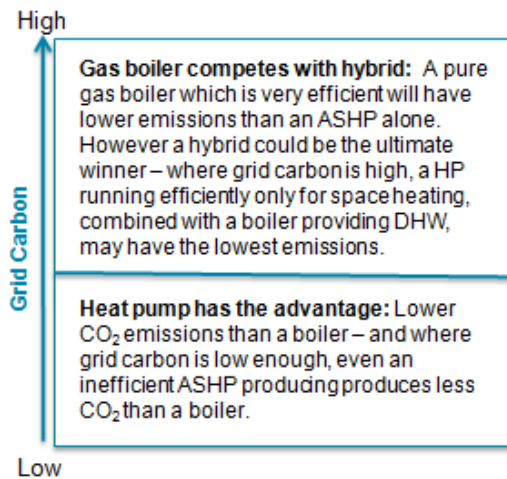 High
Grid Carbon
Gas boiler competes with hybrid: A pure
gas boiler which is very efficient will have
lower emissions than an ASHP alone.
However a hybrid could be the ultimate
winner – where grid carbon is high, a HP
running efficiently only for space heating,
combined with a boiler providing DHW,
may have the lowest emissions.
Heat pump has the advantage: Lower
CO₂ emissions than a boiler – and where
grid carbon is low enough, even an
inefficient ASHP producing produces less
CO₂ than a boiler.
Low